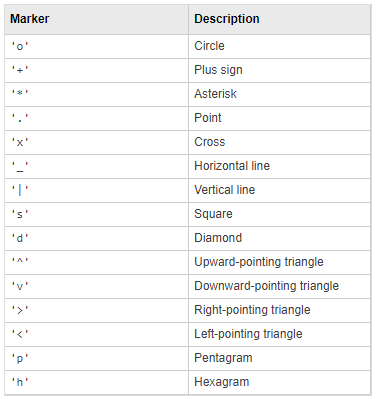 Marker Description
'o' Circle
'+' Plus sign
'*' Asterisk
'.' Point
'x' Cross
'_' Horizontal line
'|' Vertical line
's' Square
'd' Diamond
'^' Upward-pointing triangle
'v' Downward-pointing triangle
'>' Right-pointing triangle
'<' Left-pointing triangle
'p' Pentagram
'h' Hexagram